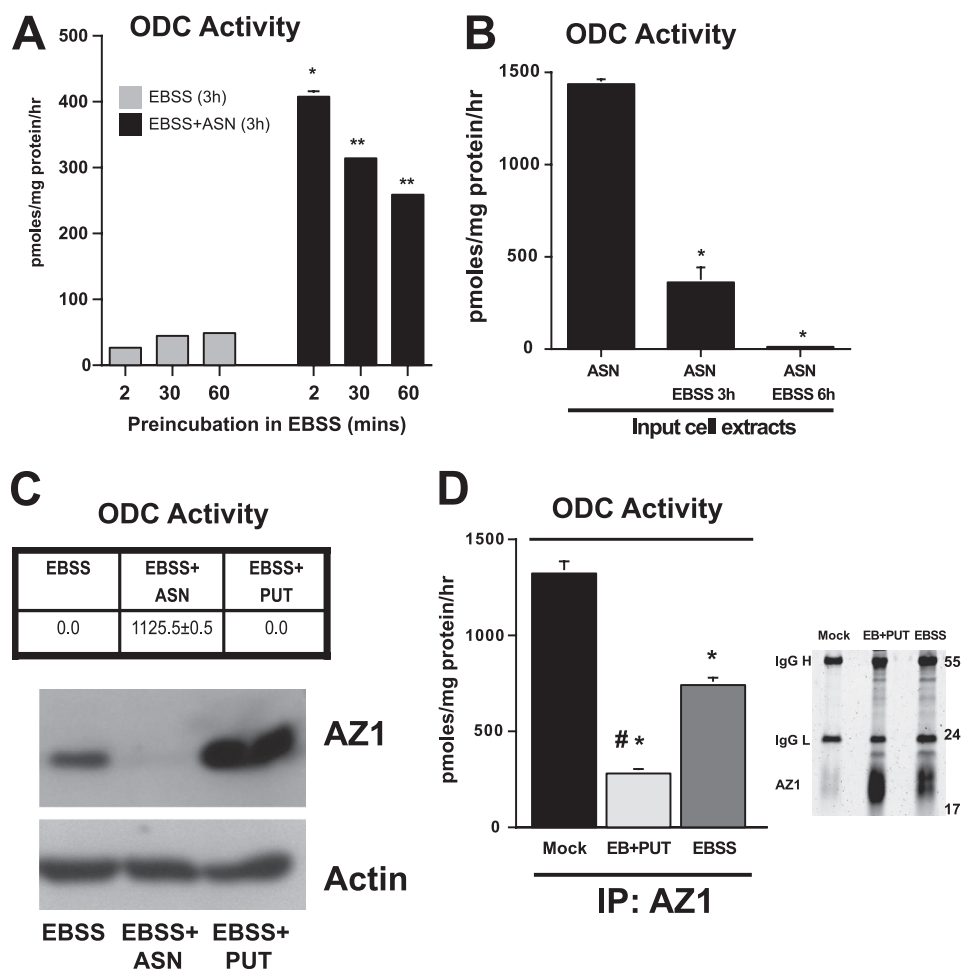 A
ODC Activity
pmoles/mg protein/hr
500
400
300
200
100
0
EBSS (3h)
EBSS+ASN (3h)
*
**
**
2 30 60 2 30 60
Preincubation in EBSS (mins)
B
ODC Activity
pmoles/mg protein/hr
1500
1000
500
0
*
*
ASN ASN ASN
EBSS 3h EBSS 6h
Input cell extracts
C
ODC Activity
EBSS EBSS+ EBSS+
ASN PUT
0.0 1125.5±0.5 0.0
AZ1
Actin
EBSS EBSS+ EBSS+
ASN PUT
D
ODC Activity
pmoles/mg protein/hr
1500
1000
500
0
# *
*
Mock EB+PUT EBSS
IP: AZ1
Mock EB+PUT EBSS
IgG H 55
IgG L 24
AZ1
17